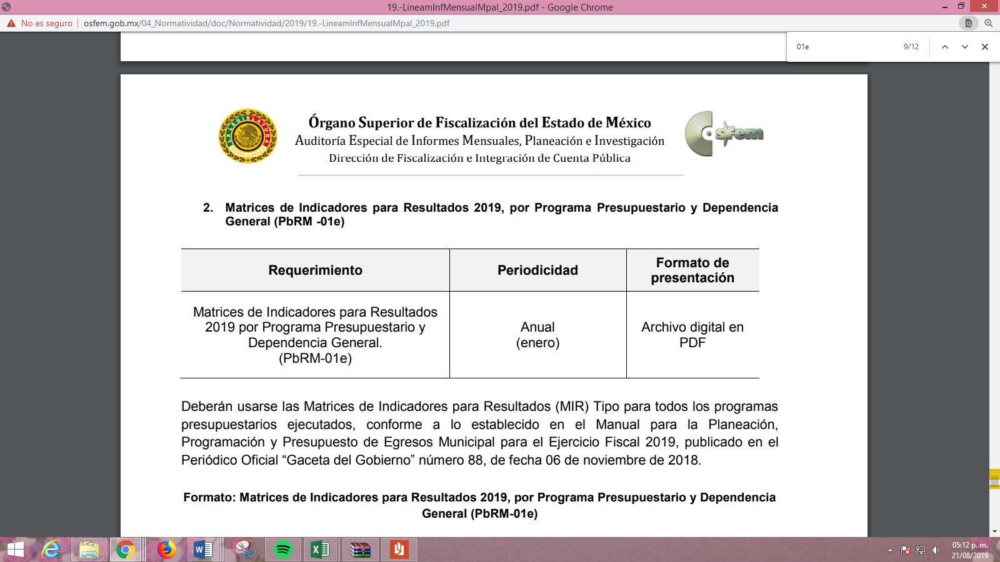 19.-LineamInfMensualMpal_2019.pdf - Google Chrome
No es seguro
osfem.gob.mx/04_Normatividad/doc/Normatividad/2019/19.-LineamInfMensualMpal_2019.pdf
01e
9/12
LX LEGISLATURA
ESTADO DE MÉXICO
Órgano Superior de Fiscalización del Estado de México
Auditoría Especial de Informes Mensuales, Planeación e Investigación
Dirección de Fiscalización e Integración de Cuenta Pública
osfem
2. Matrices de Indicadores para Resultados 2019, por Programa Presupuestario y Dependencia
General (PbRM -01e)
Requerimiento
Periodicidad
Formato de
presentación
Matrices de Indicadores para Resultados
2019 por Programa Presupuestario y
Dependencia General.
(PbRM-01e)
Anual
(enero)
Archivo digital en
PDF
Deberán usarse las Matrices de Indicadores para Resultados (MIR) Tipo para todos los programas
presupuestarios ejecutados, conforme a lo establecido en el Manual para la Planeación,
Programación y Presupuesto de Egresos Municipal para el Ejercicio Fiscal 2019, publicado en el
Periódico Oficial “Gaceta del Gobierno” número 88, de fecha 06 de noviembre de 2018.
Formato: Matrices de Indicadores para Resultados 2019, por Programa Presupuestario y Dependencia
General (PbRM-01e)
05:12 p. m.
21/08/2019